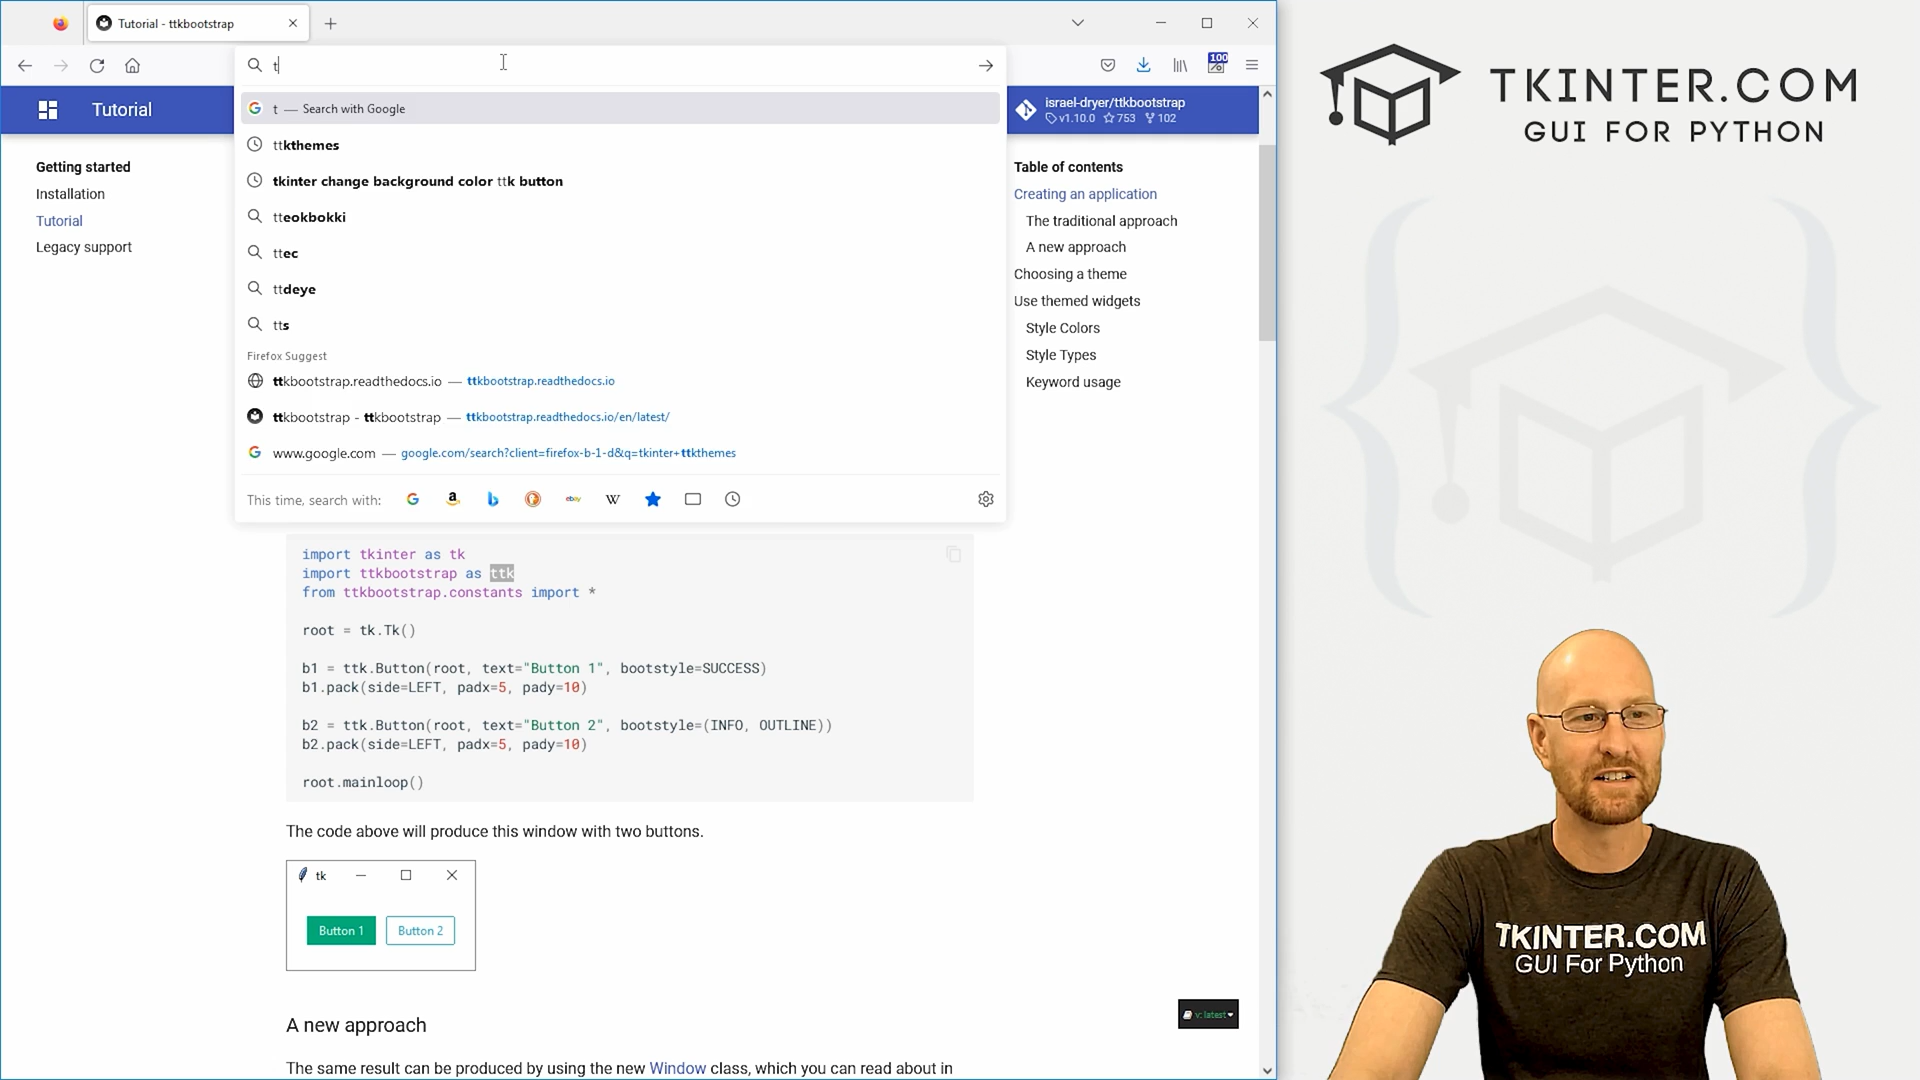 Tutorial - ttkbootstrap
t
100
Tutorial
israel-dryer/ttkbootstrap
v1.10.0 753 102
t — Search with Google
ttkthemes
tkinter change background color ttk button
tteokbokki
ttec
ttdeye
tts
Firefox Suggest
ttkbootstrap.readthedocs.io — ttkbootstrap.readthedocs.io
ttkbootstrap - ttkbootstrap — ttkbootstrap.readthedocs.io/en/latest/
www.google.com — google.com/search?client=firefox-b-1-d&q=tkinter+ttkthemes
This time, search with:
G a b ebay W
Getting started
Installation
Tutorial
Legacy support
Table of contents
Creating an application
The traditional approach
A new approach
Choosing a theme
Use themed widgets
Style Colors
Style Types
Keyword usage
import tkinter as tk
import ttkbootstrap as ttk
from ttkbootstrap.constants import *
root = tk.Tk()
b1 = ttk.Button(root, text="Button 1", bootstyle=SUCCESS)
b1.pack(side=LEFT, padx=5, pady=10)
b2 = ttk.Button(root, text="Button 2", bootstyle=(INFO, OUTLINE))
b2.pack(side=LEFT, padx=5, pady=10)
root.mainloop()
The code above will produce this window with two buttons.
tk
Button 1 Button 2
A new approach
The same result can be produced by using the new Window class, which you can read about in
v: latest
TKINTER.COM
GUI FOR PYTHON
TKINTER.COM
GUI For Python